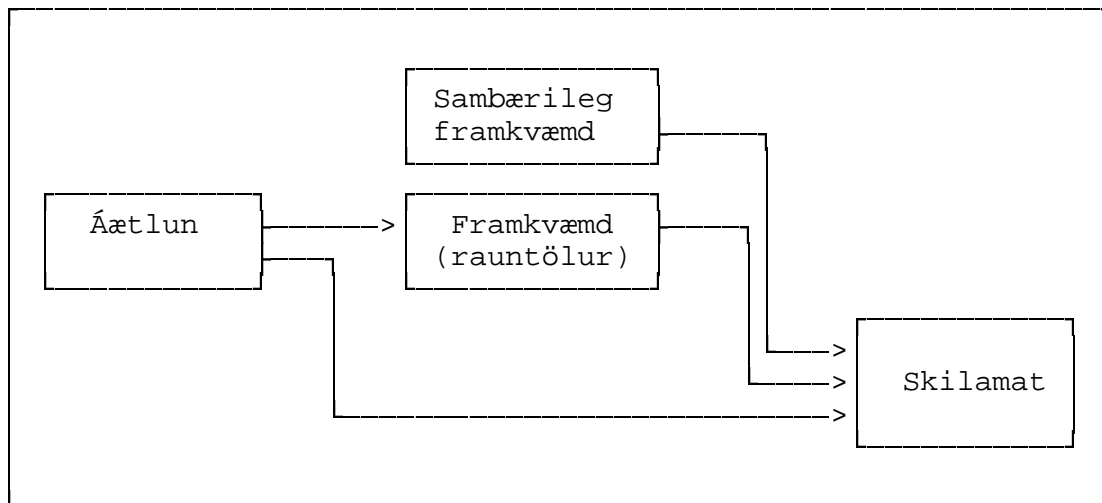 Sambærileg
framkvæmd
Áætlun
Framkvæmd
(rauntölur)
Skilamat